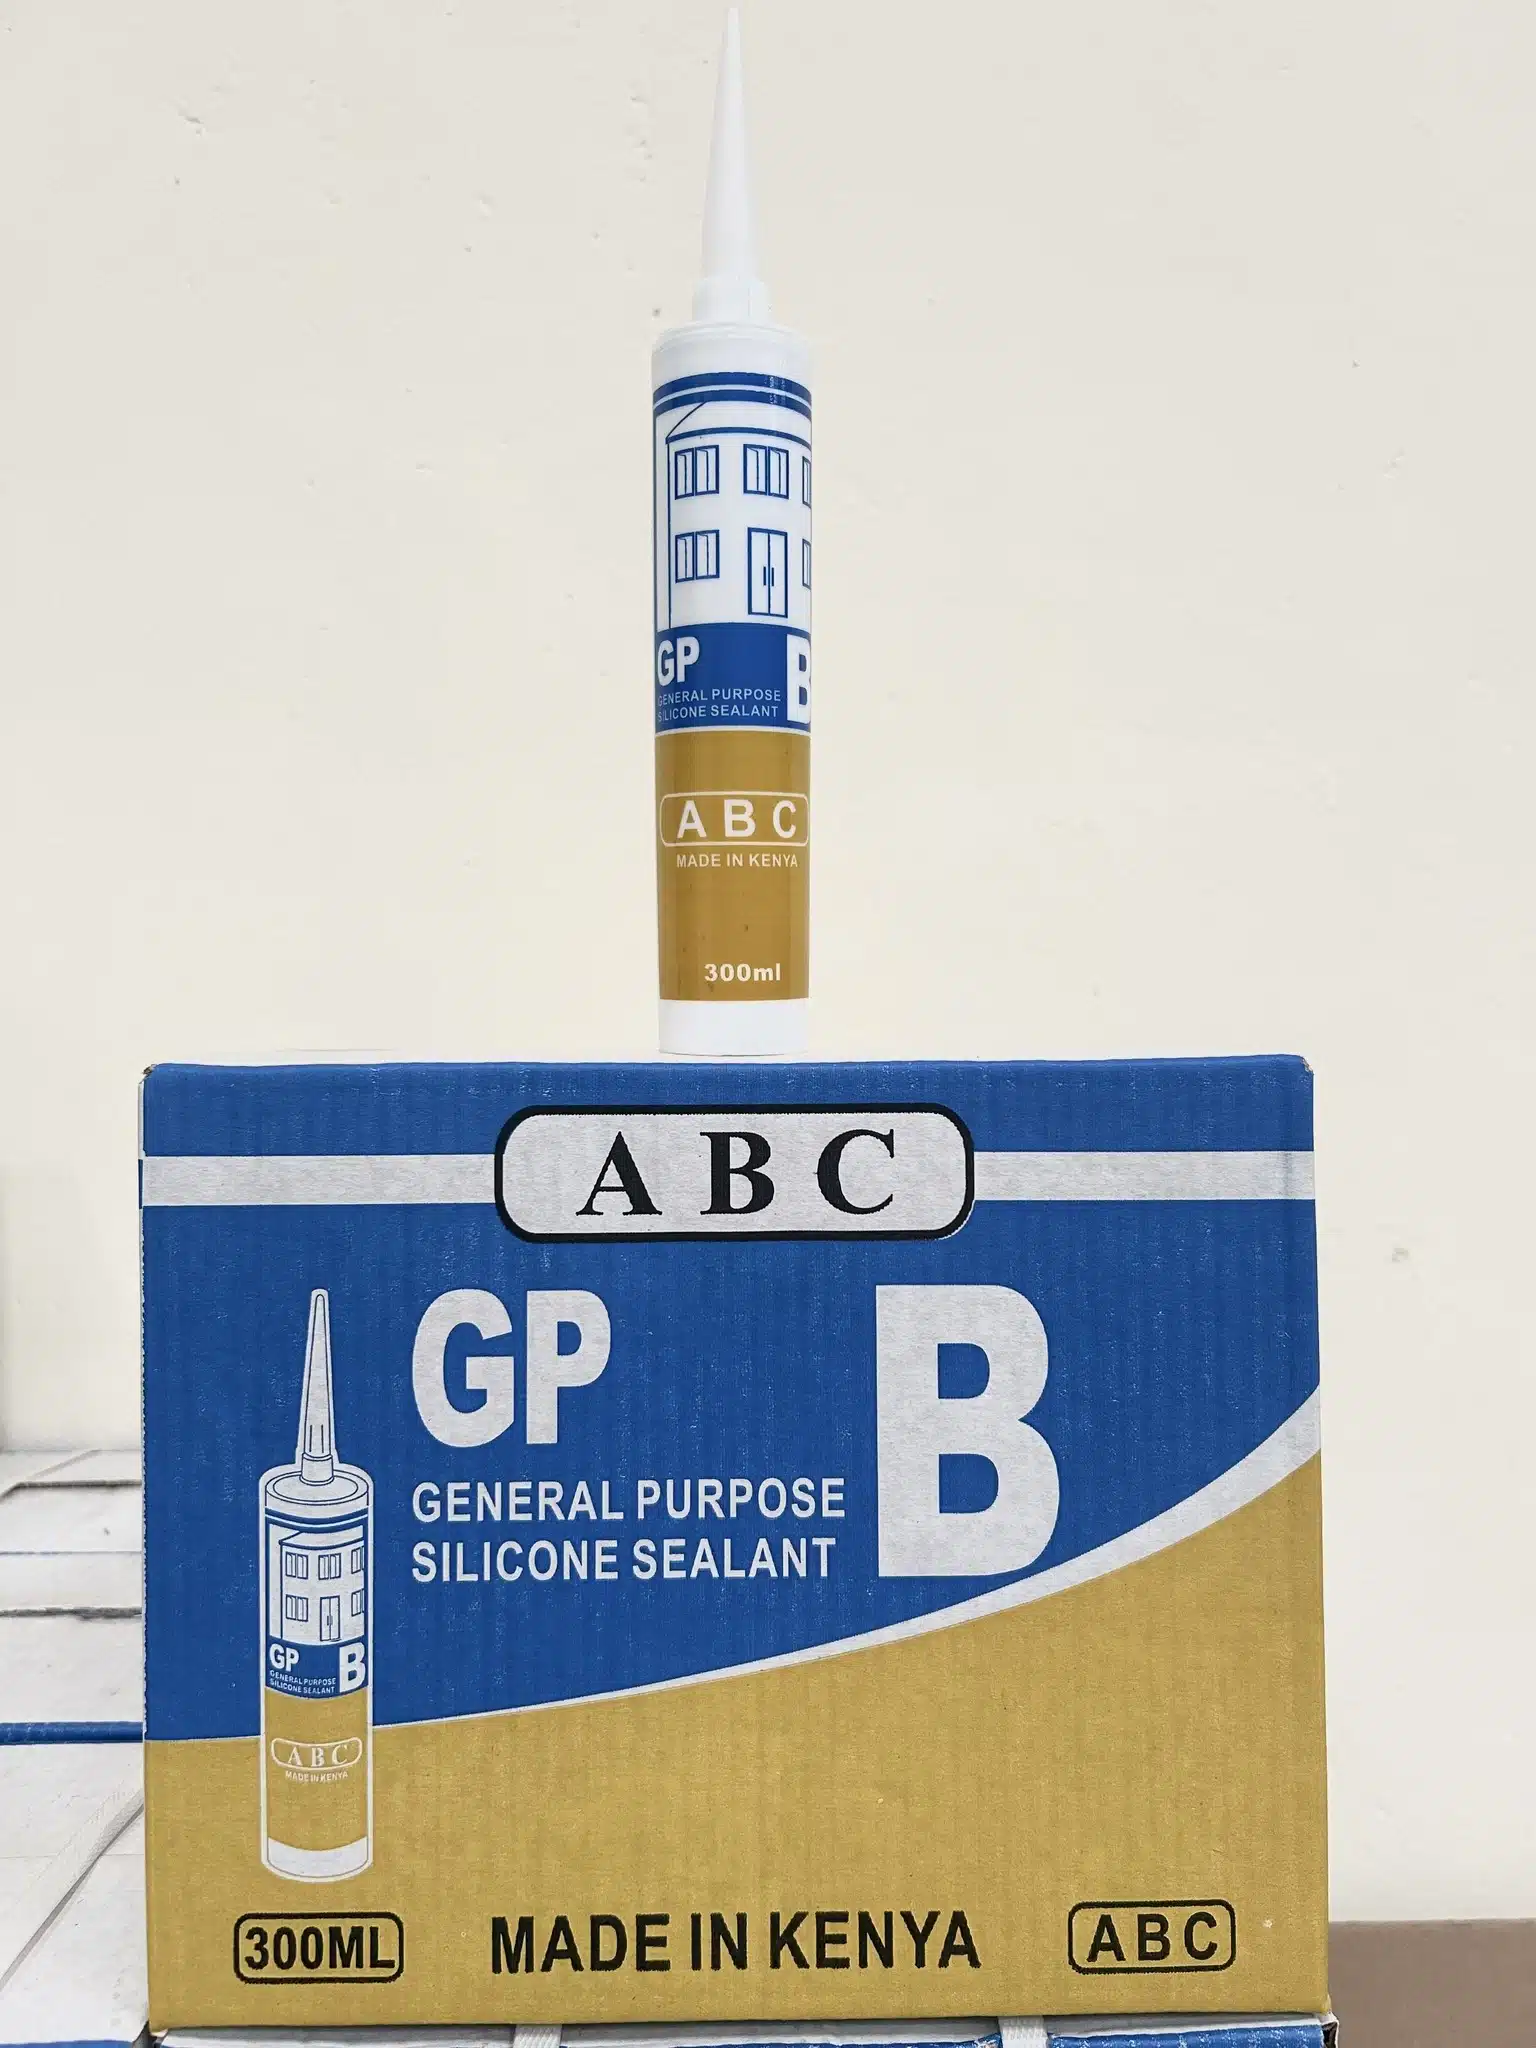 GP B
GENERAL PURPOSE
SILICONE SEALANT
ABC
MADE IN KENYA
300ml
ABC
GP B
GENERAL PURPOSE
SILICONE SEALANT
GP B
GENERAL PURPOSE
SILICONE SEALANT
ABC
MADE IN KENYA
300ML
MADE IN KENYA
ABC